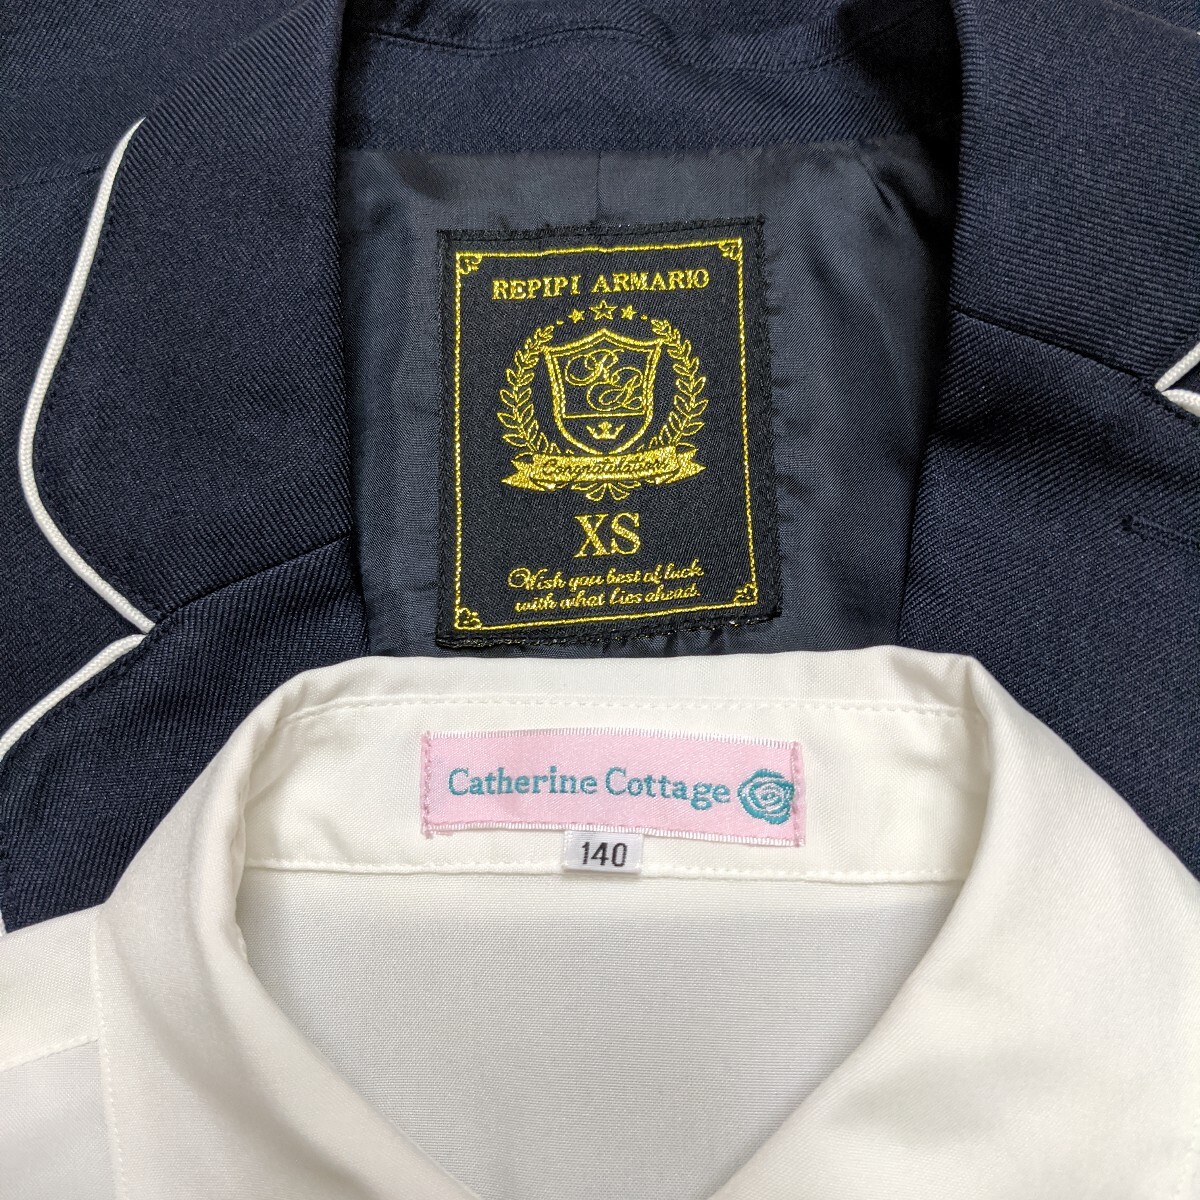 REPIPI ARMARIO
RA
Congratulations
XS
Wish you best of luck
with what lies ahead.
Catherine Cottage
140